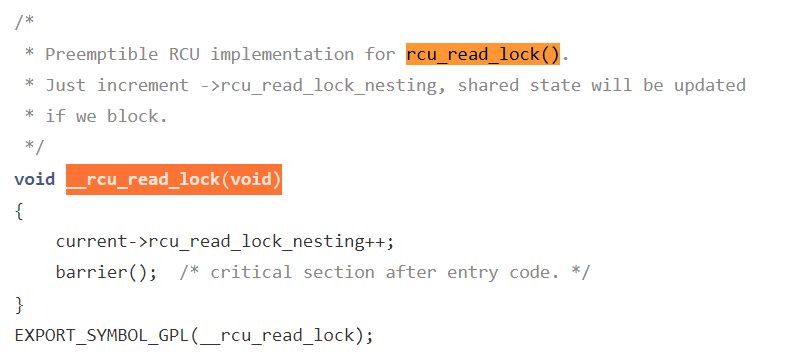 /*
 * Preemptible RCU implementation for rcu_read_lock().
 * Just increment ->rcu_read_lock_nesting, shared state will be updated
 * if we block.
 */
void __rcu_read_lock(void)
{
    current->rcu_read_lock_nesting++;
    barrier();  /* critical section after entry code. */
}
EXPORT_SYMBOL_GPL(__rcu_read_lock);